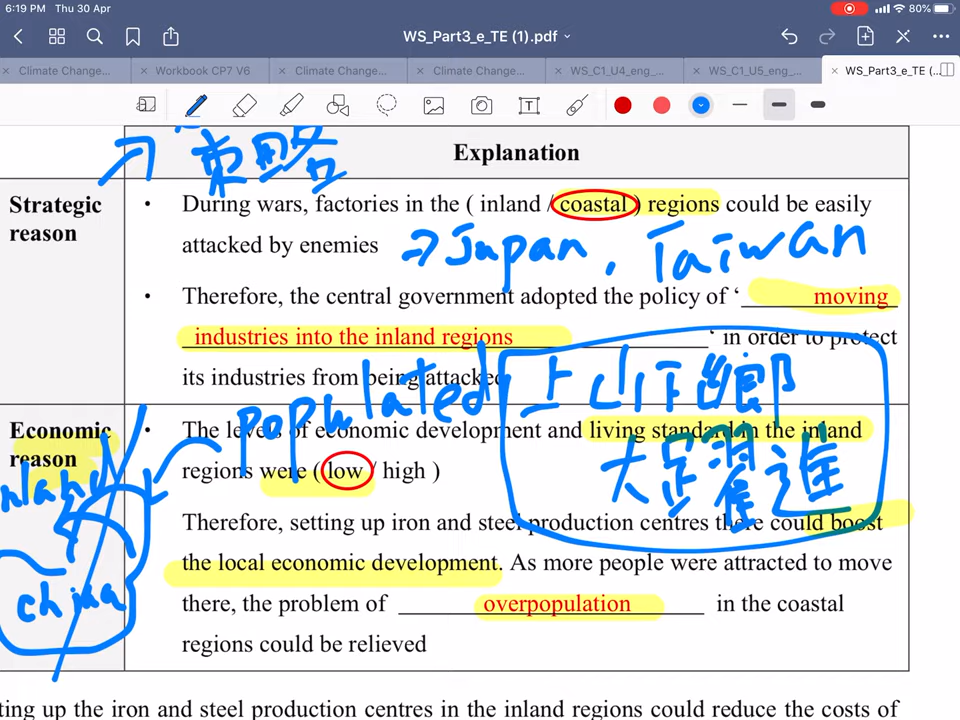 6:19 PM Thu 30 Apr
80%
WS_Part3_e_TE (1).pdf
Climate Change...
Workbook CP7 V6
Climate Change...
Climate Change...
WS_C1_U4_eng_...
WS_C1_U5_eng_...
WS_Part3_e_TE (...
策略
Explanation
Strategic reason
• During wars, factories in the ( inland / coastal ) regions could be easily
attacked by enemies
⇒ Japan, Taiwan
• Therefore, the central government adopted the policy of ‘ moving
industries into the inland regions ‘ in order to protect
its industries from being attacked
populated
上山下鄉
大躍進
Economic reason
• The levels of economic development and living standard in the inland
regions were ( low / high )
Therefore, setting up iron and steel production centres there could boost
the local economic development. As more people were attracted to move
there, the problem of overpopulation in the coastal
regions could be relieved
china
ting up the iron and steel production centres in the inland regions could reduce the costs of